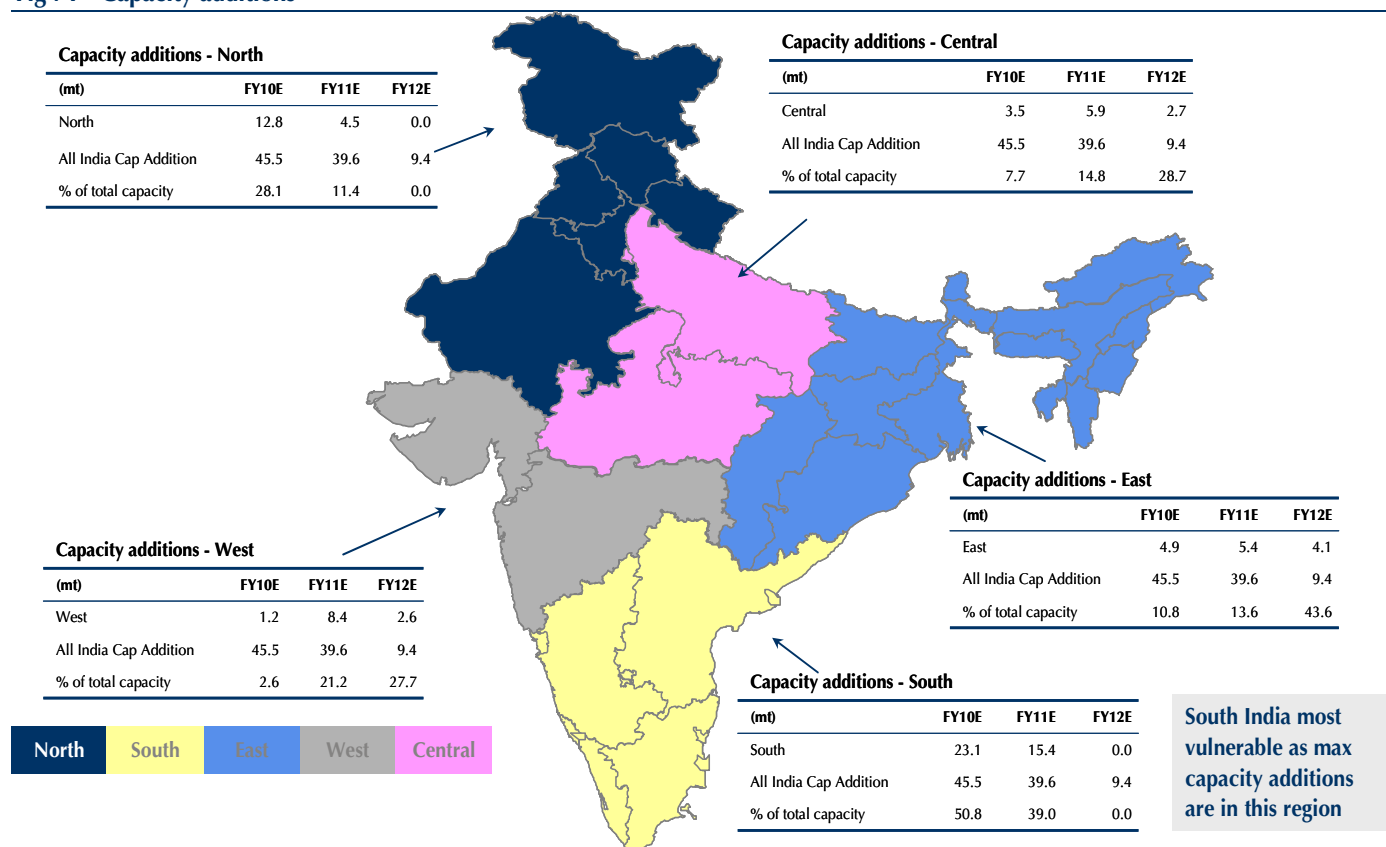 Capacity additions - North
(mt) FY10E FY11E FY12E
North 12.8 4.5 0.0
All India Cap Addition 45.5 39.6 9.4
% of total capacity 28.1 11.4 0.0
Capacity additions - Central
(mt) FY10E FY11E FY12E
Central 3.5 5.9 2.7
All India Cap Addition 45.5 39.6 9.4
% of total capacity 7.7 14.8 28.7
Capacity additions - East
(mt) FY10E FY11E FY12E
East 4.9 5.4 4.1
All India Cap Addition 45.5 39.6 9.4
% of total capacity 10.8 13.6 43.6
Capacity additions - West
(mt) FY10E FY11E FY12E
West 1.2 8.4 2.6
All India Cap Addition 45.5 39.6 9.4
% of total capacity 2.6 21.2 27.7
Capacity additions - South
(mt) FY10E FY11E FY12E
South 23.1 15.4 0.0
All India Cap Addition 45.5 39.6 9.4
% of total capacity 50.8 39.0 0.0
North South East West Central
South India most
vulnerable as max
capacity additions
are in this region